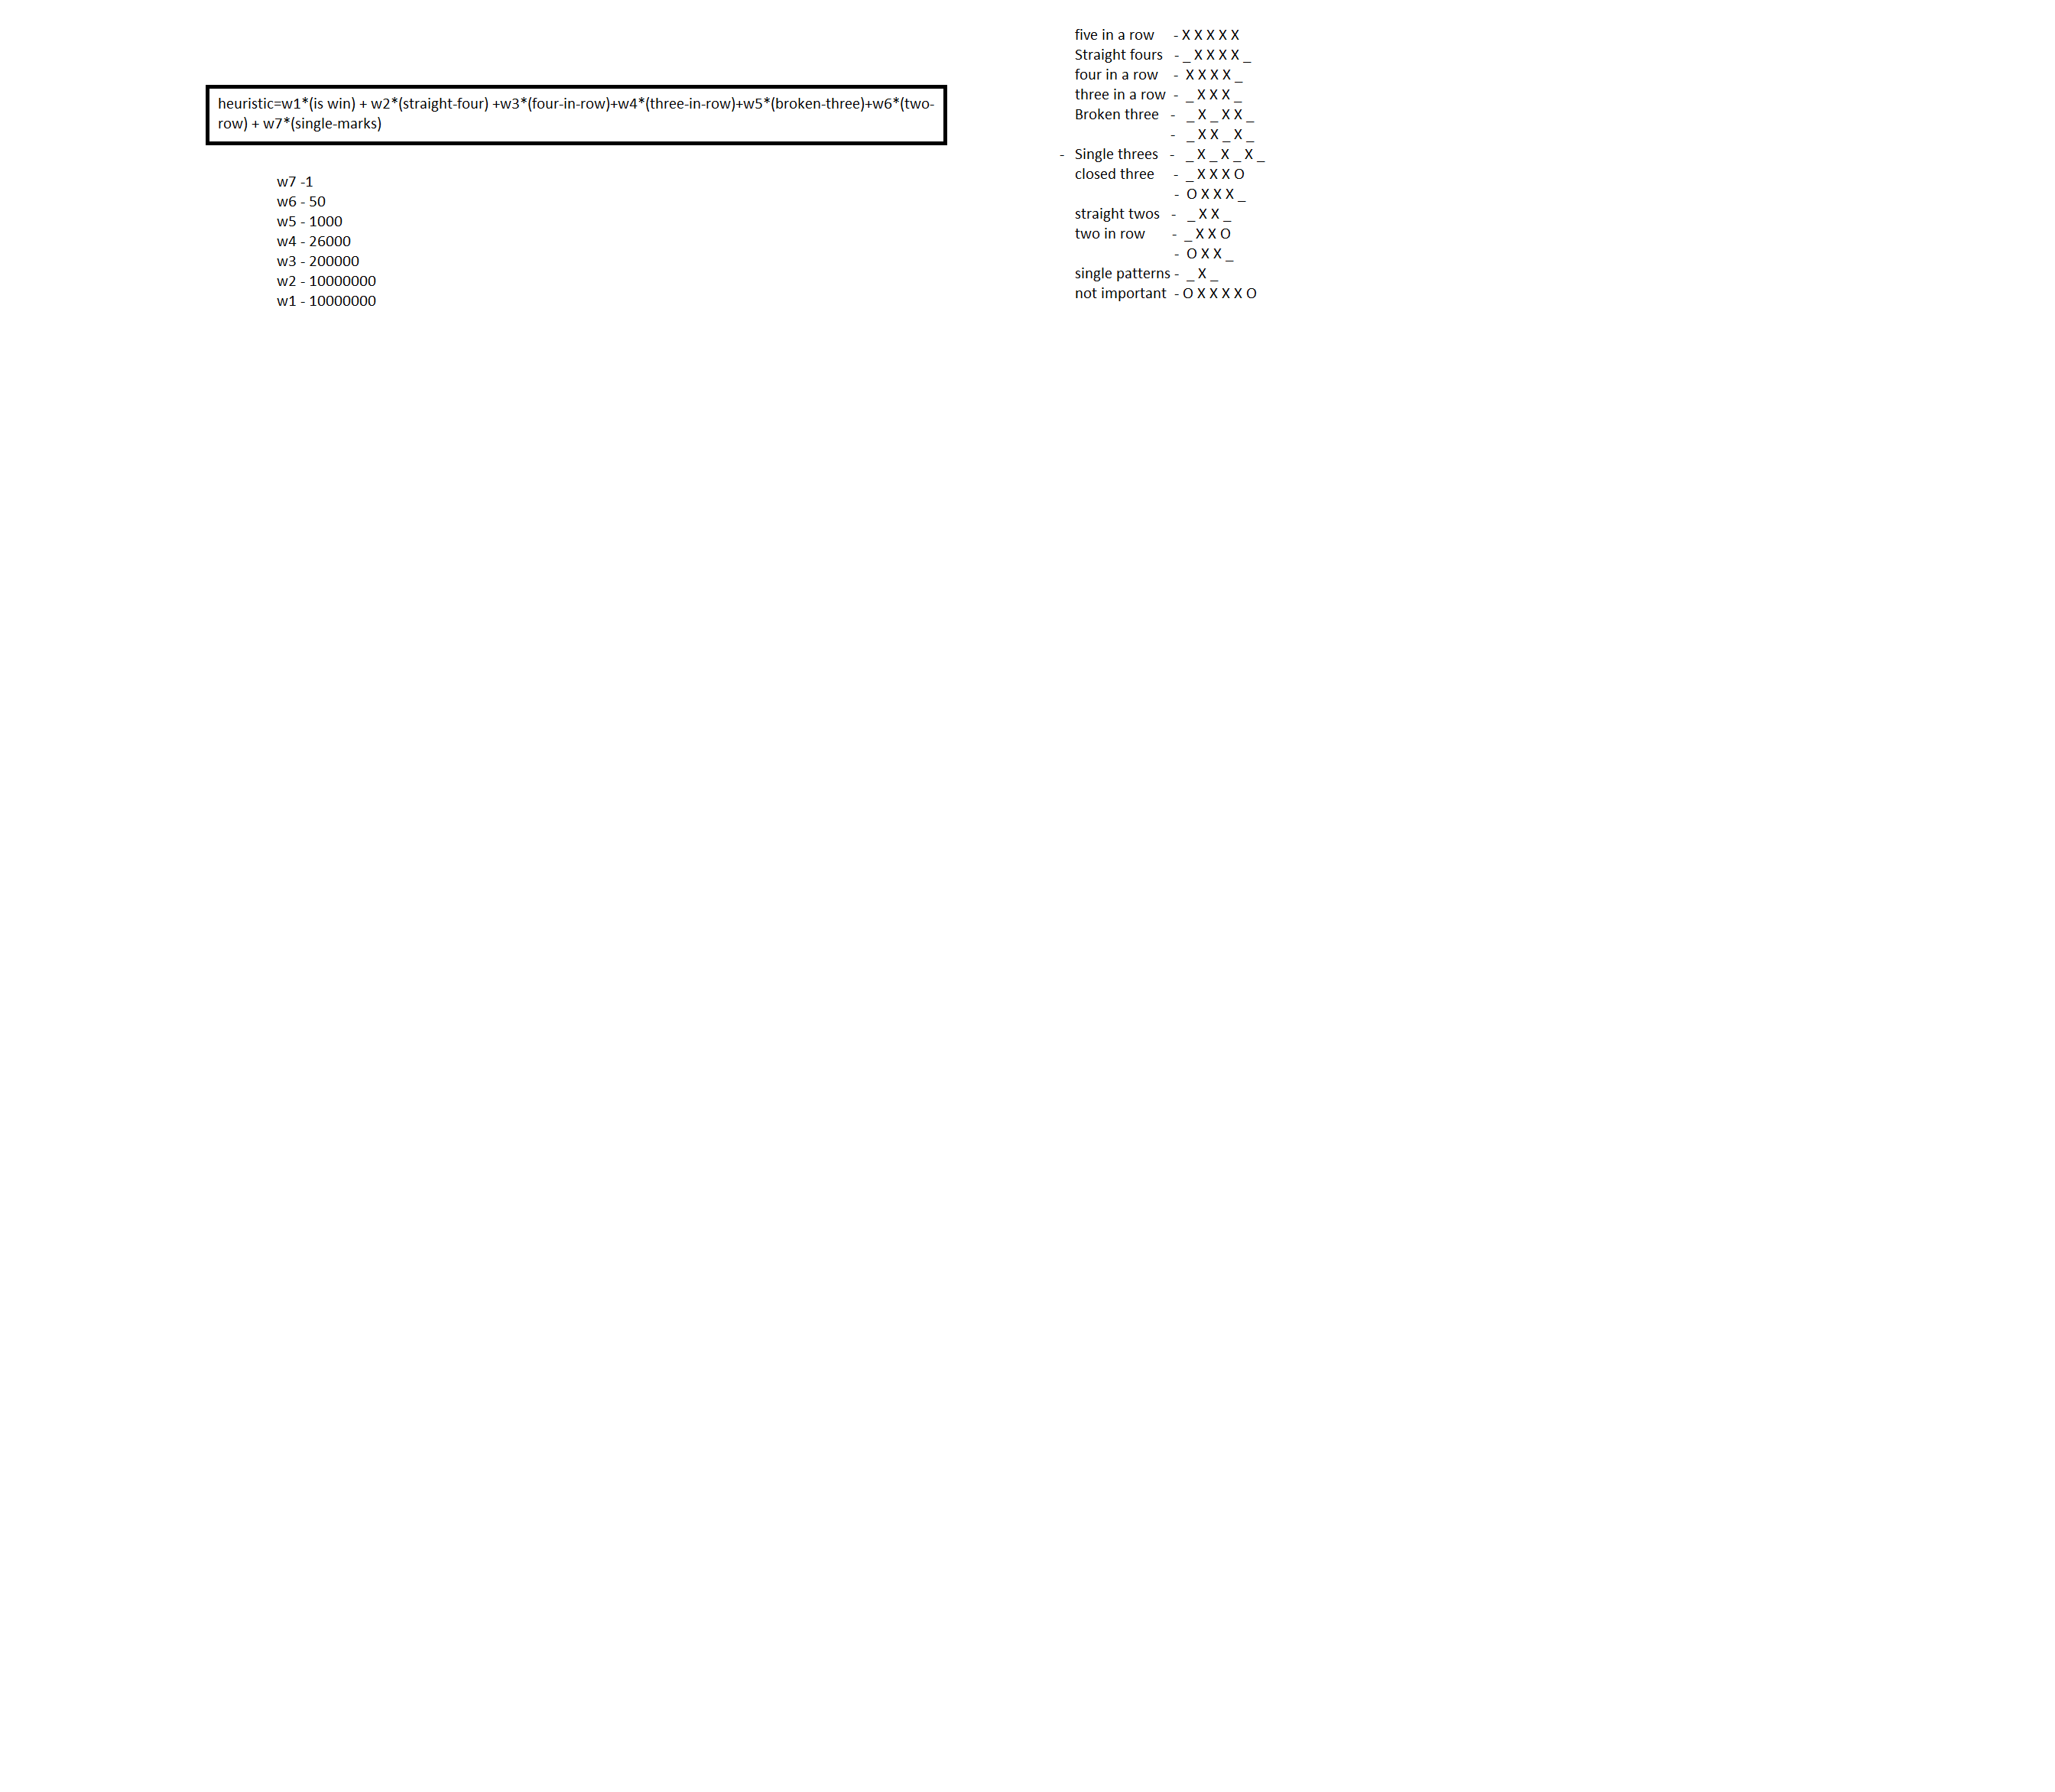 heuristic=w1*(is win) + w2*(straight-four) +w3*(four-in-row)+w4*(three-in-row)+w5*(broken-three)+w6*(two-
row) + w7*(single-marks)
w7 -1
w6 - 50
w5 - 1000
w4 - 26000
w3 - 200000
w2 - 10000000
w1 - 10000000
five in a row - X X X X X
Straight fours - _ X X X X _
four in a row - X X X X _
three in a row - _ X X X _
Broken three - _ X _ X X _
- _ X X _ X _
- Single threes - _ X _ X _ X _
closed three - _ X X X O
- O X X X _
straight twos - _ X X _
two in row - _ X X O
- O X X _
single patterns - _ X _
not important - O X X X X O